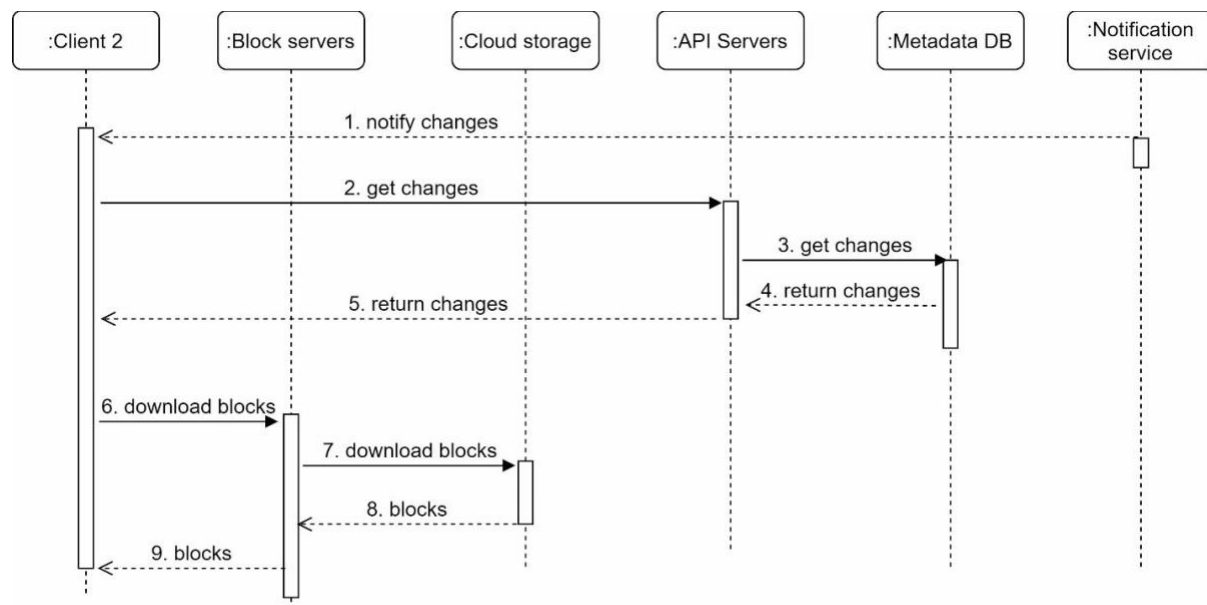 :Client 2
:Block servers
:Cloud storage
:API Servers
:Metadata DB
:Notification
service
1. notify changes
2. get changes
3. get changes
4. return changes
5. return changes
6. download blocks
7. download blocks
8. blocks
9. blocks